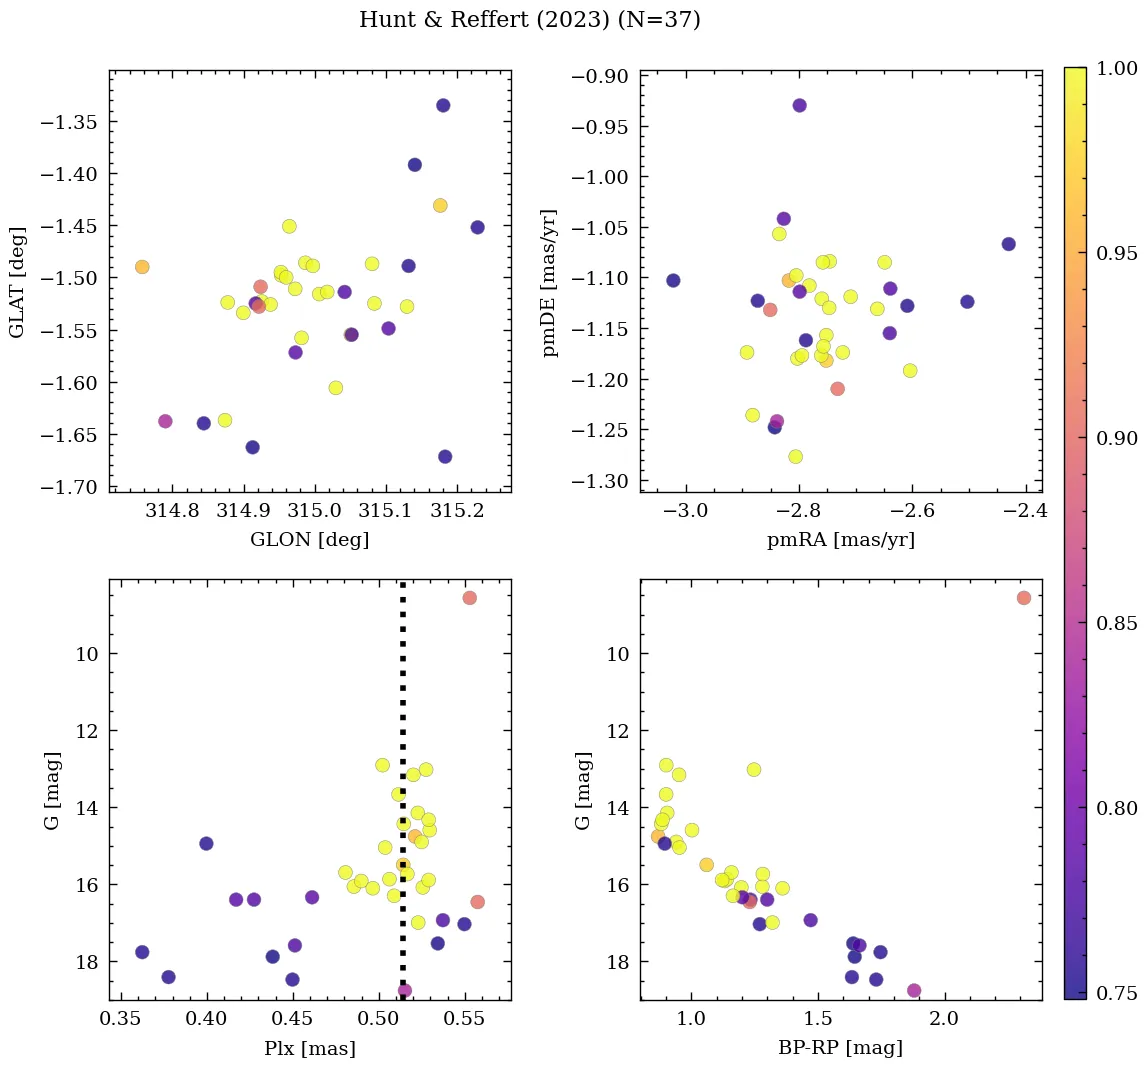 Hunt & Reffert (2023) (N=37)
−1.35
−1.40
−1.45
−1.50
−1.55
−1.60
−1.65
−1.70
GLAT [deg]
314.8 314.9 315.0 315.1 315.2
GLON [deg]
−0.90
−0.95
−1.00
−1.05
−1.10
−1.15
−1.20
−1.25
−1.30
pmDE [mas/yr]
−3.0 −2.8 −2.6 −2.4
pmRA [mas/yr]
10
12
14
16
18
G [mag]
0.35 0.40 0.45 0.50 0.55
Plx [mas]
10
12
14
16
18
G [mag]
1.0 1.5 2.0
BP-RP [mag]
1.00
0.95
0.90
0.85
0.80
0.75